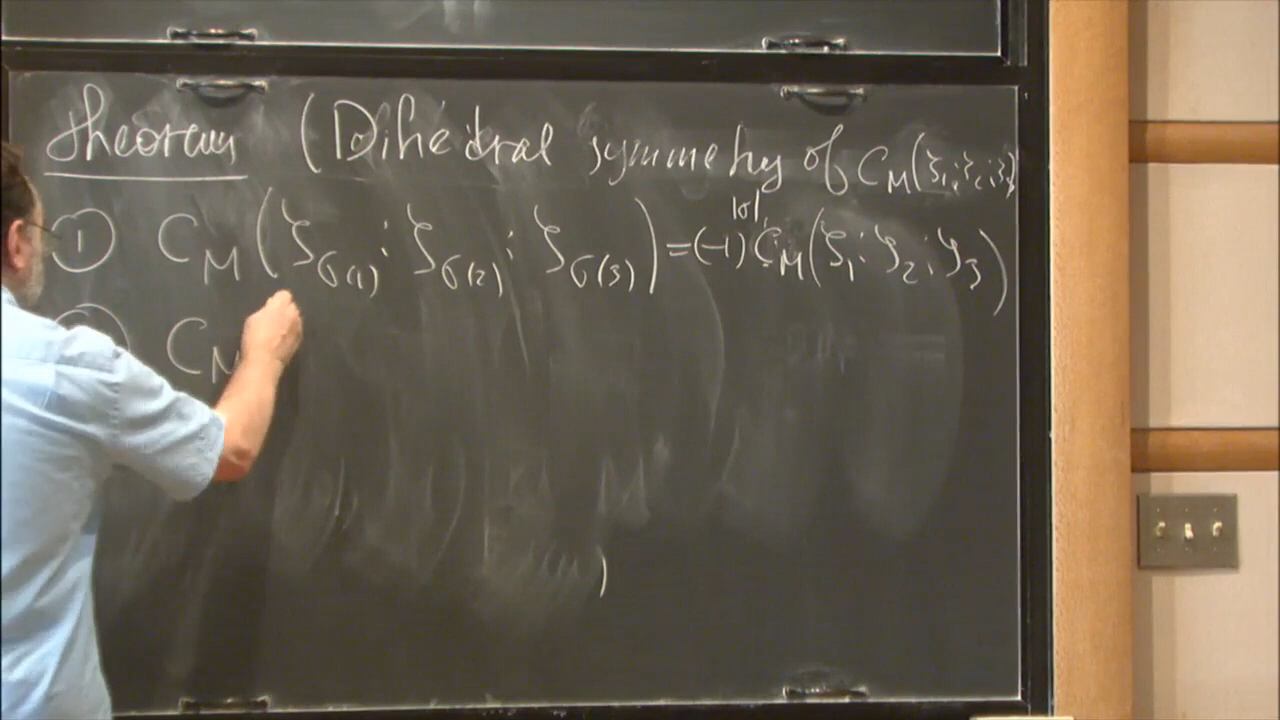 Theorem (Dihedral symmetry of C_M(ζ₁:ζ₂:ζ₃)
① C_M(ζ_σ(1):ζ_σ(2):ζ_σ(3)) = (-1)^|σ| C_M(ζ₁:ζ₂:ζ₃)
② C_M